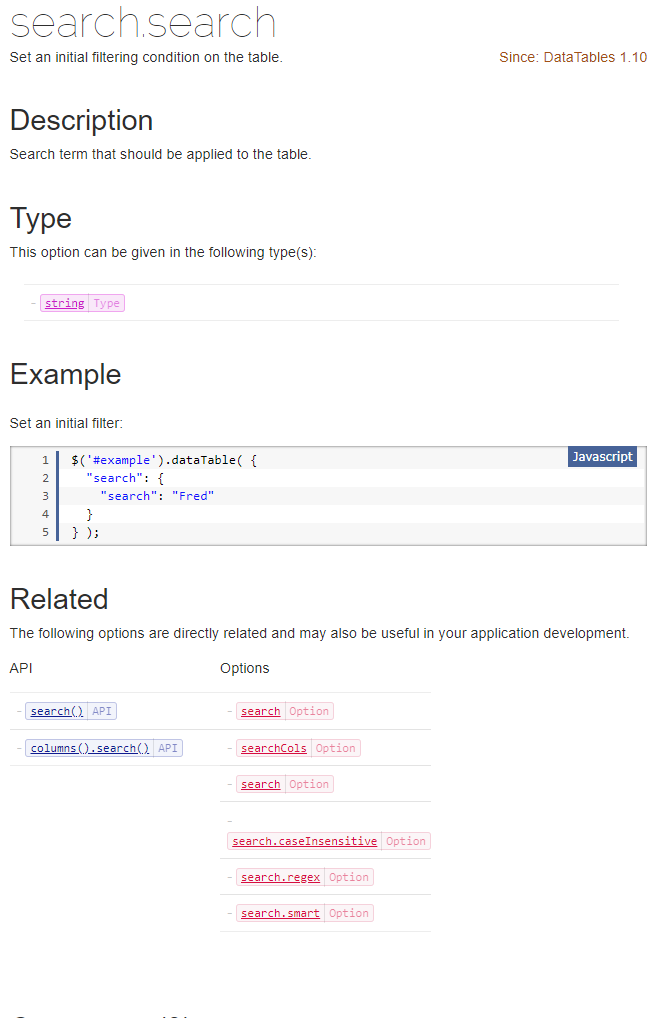 search.search
Set an initial filtering condition on the table.
Since: DataTables 1.10
Description
Search term that should be applied to the table.
Type
This option can be given in the following type(s):
- string Type
Example
Set an initial filter:
Javascript
1 $('#example').dataTable( {
2   "search": {
3     "search": "Fred"
4   }
5 } );
Related
The following options are directly related and may also be useful in your application development.
API
- search() API
- columns().search() API
Options
- search Option
- searchCols Option
- search Option
-
search.caseInsensitive Option
- search.regex Option
- search.smart Option